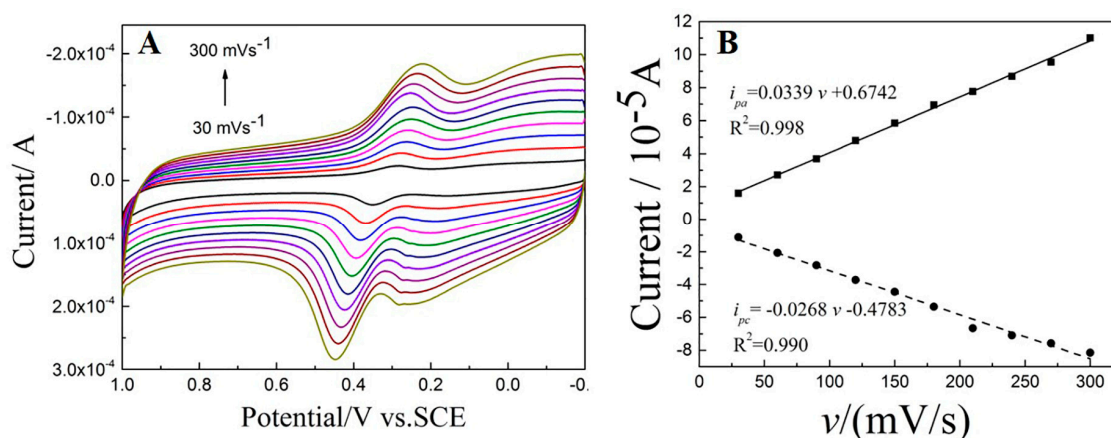 A
300 mVs⁻¹
30 mVs⁻¹
-2.0x10⁻⁴
-1.0x10⁻⁴
0.0
1.0x10⁻⁴
2.0x10⁻⁴
3.0x10⁻⁴
Current/ A
1.0 0.8 0.6 0.4 0.2 0.0 -0.
Potential/V vs.SCE
B
12
10
8
6
4
2
0
-2
-4
-6
-8
Current / 10⁻⁵A
i_pa=0.0339 v +0.6742
R²=0.998
i_pc= -0.0268 v -0.4783
R²=0.990
0 50 100 150 200 250 300
v/(mV/s)